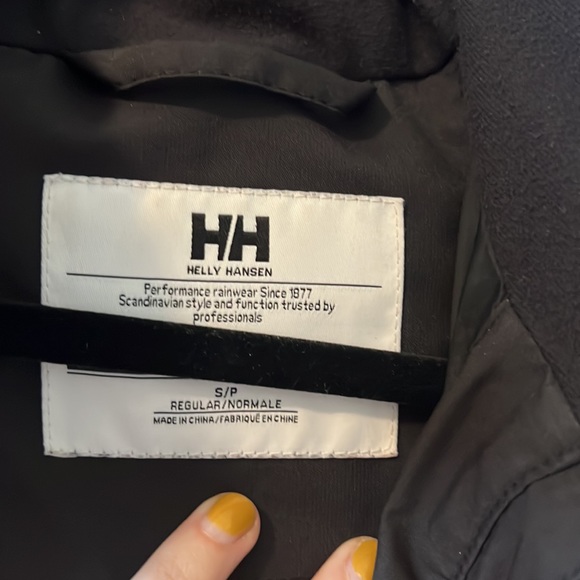 HH
HELLY HANSEN
Performance rainwear Since 1877
Scandinavian style and function trusted by
professionals
S/P
REGULAR/NORMALE
MADE IN CHINA/FABRIQUÉ EN CHINE